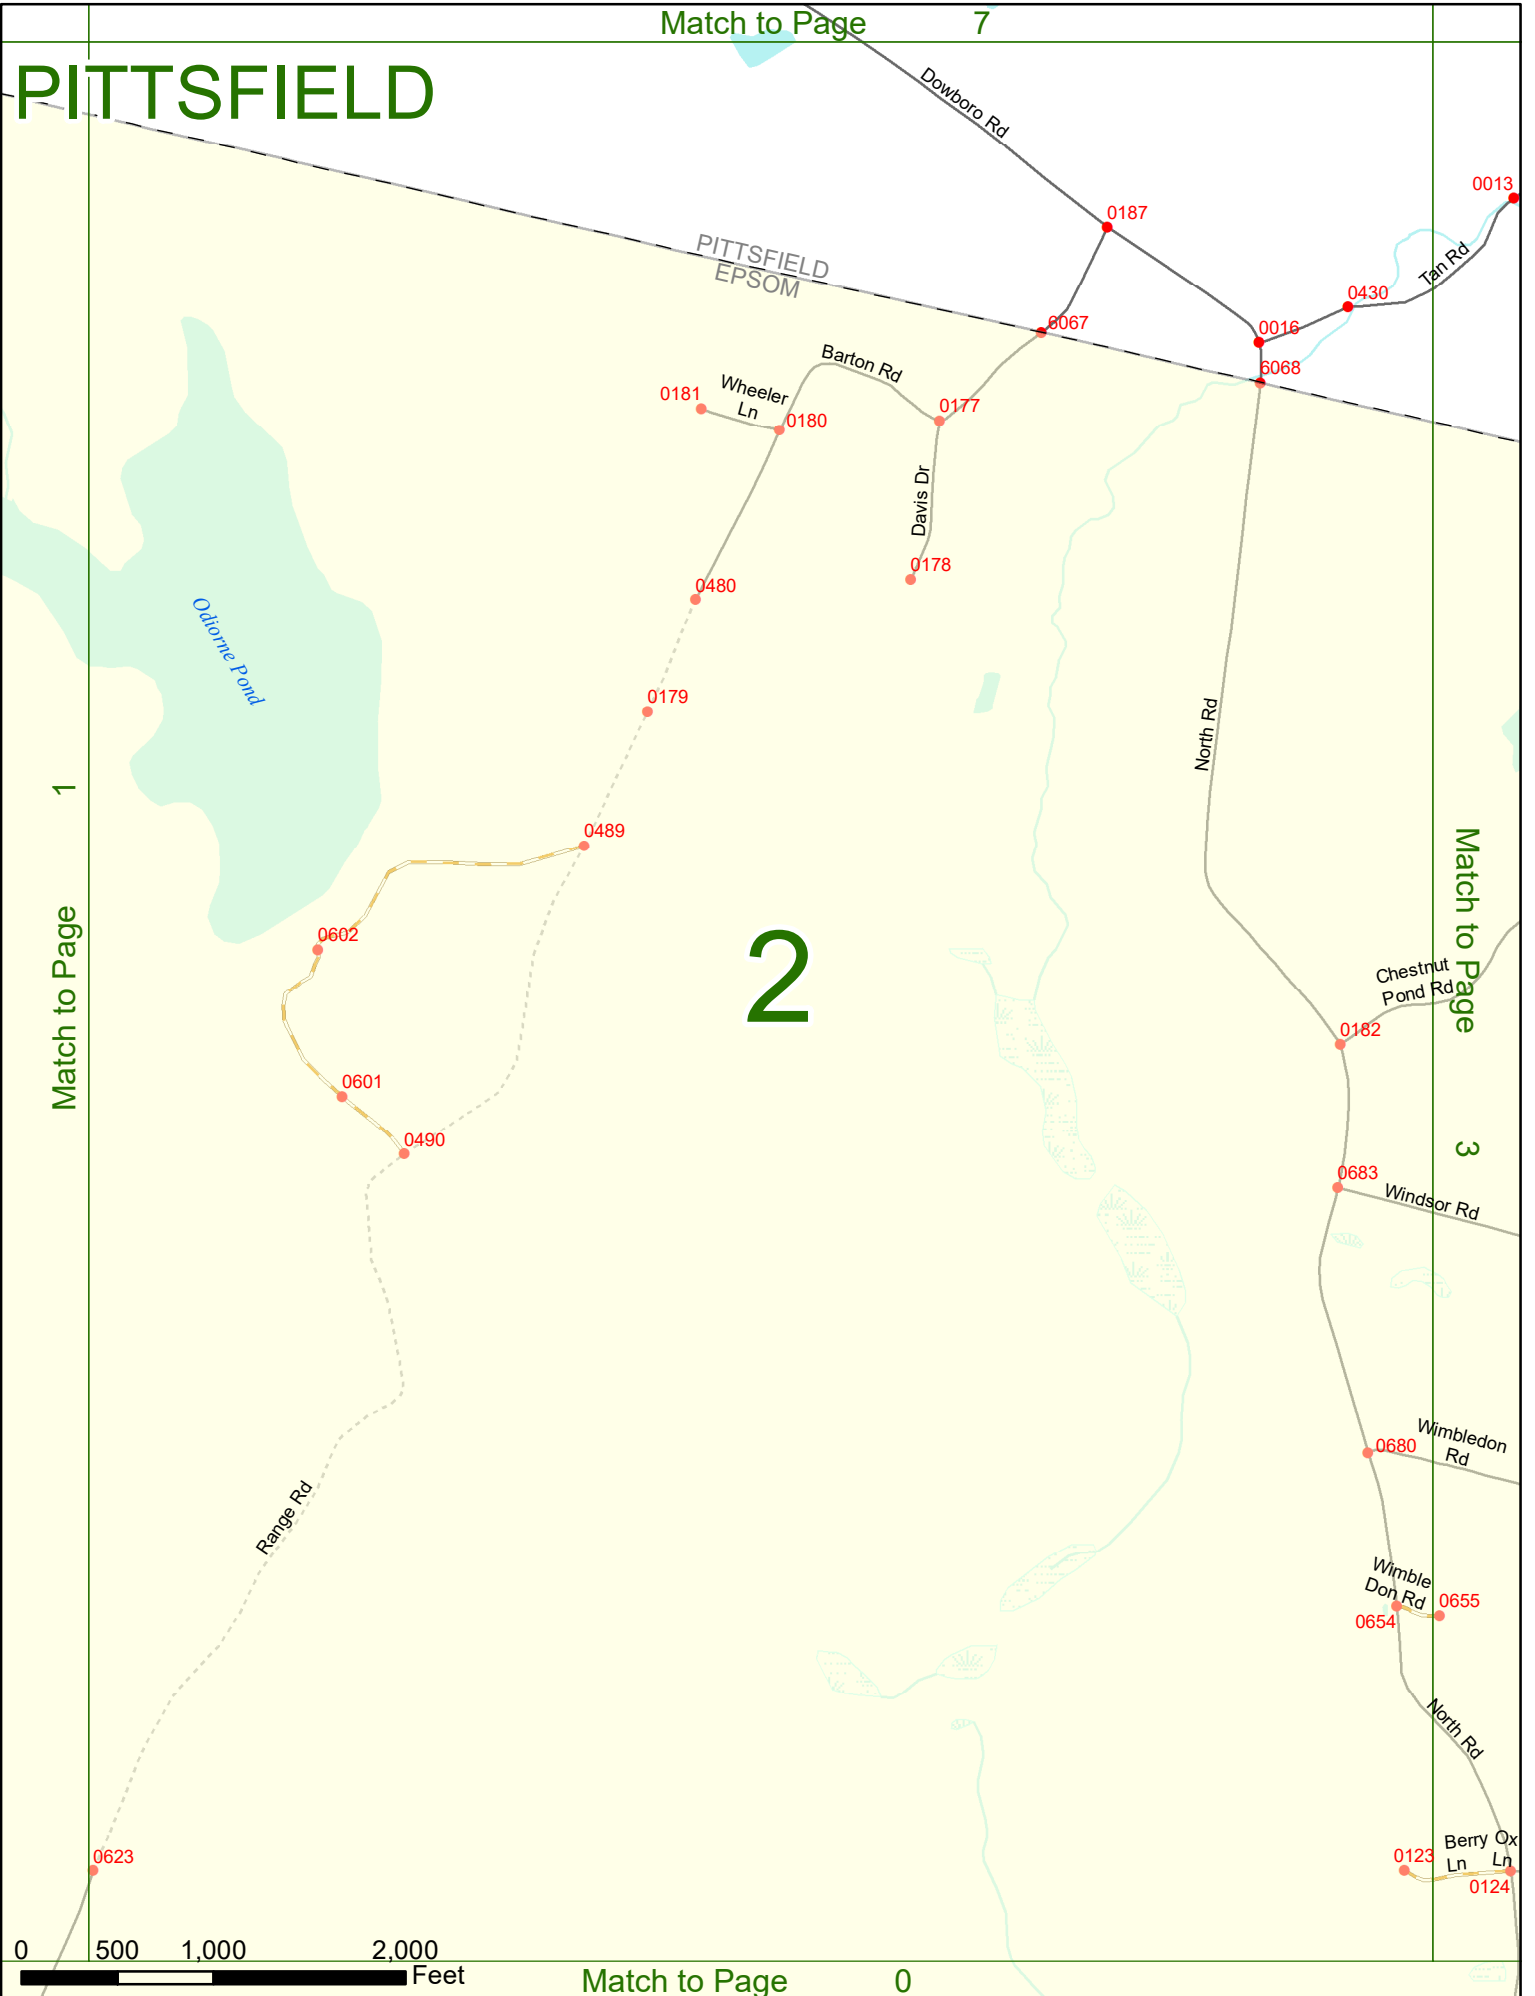 Match to Page 7
PITTSFIELD
Dowboro Rd
0013
0187
PITTSFIELD
EPSOM
Tan Rd
0430
6067
0016
6068
Barton Rd
Wheeler
Ln
0181
0180
0177
Davis Dr
0178
0480
Odiorne Pond
0179
North Rd
Match to Page 1
0489
Match to Page 3
2
0602
Chestnut
Pond Rd
0182
0601
0490
0683
Windsor Rd
Wimbledon
Rd
0680
Range Rd
Wimble
Don Rd
0655
0654
North Rd
0623
0123
Berry Ox
Ln Ln
0124
0 500 1,000 2,000
Feet
Match to Page 0